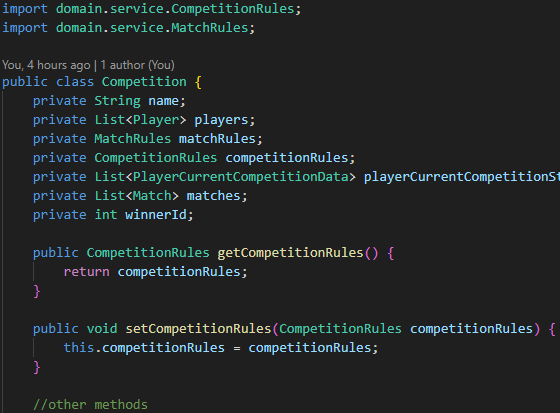 import domain.service.CompetitionRules;
import domain.service.MatchRules;
You, 4 hours ago | 1 author (You)
public class Competition {
private String name;
private List<Player> players;
private MatchRules matchRules;
private CompetitionRules competitionRules;
private List<PlayerCurrentCompetitionData> playerCurrentCompetitionSt
private List<Match> matches;
private int winnerId;
public CompetitionRules getCompetitionRules() {
return competitionRules;
}
public void setCompetitionRules(CompetitionRules competitionRules) {
this.competitionRules = competitionRules;
}
//other methods